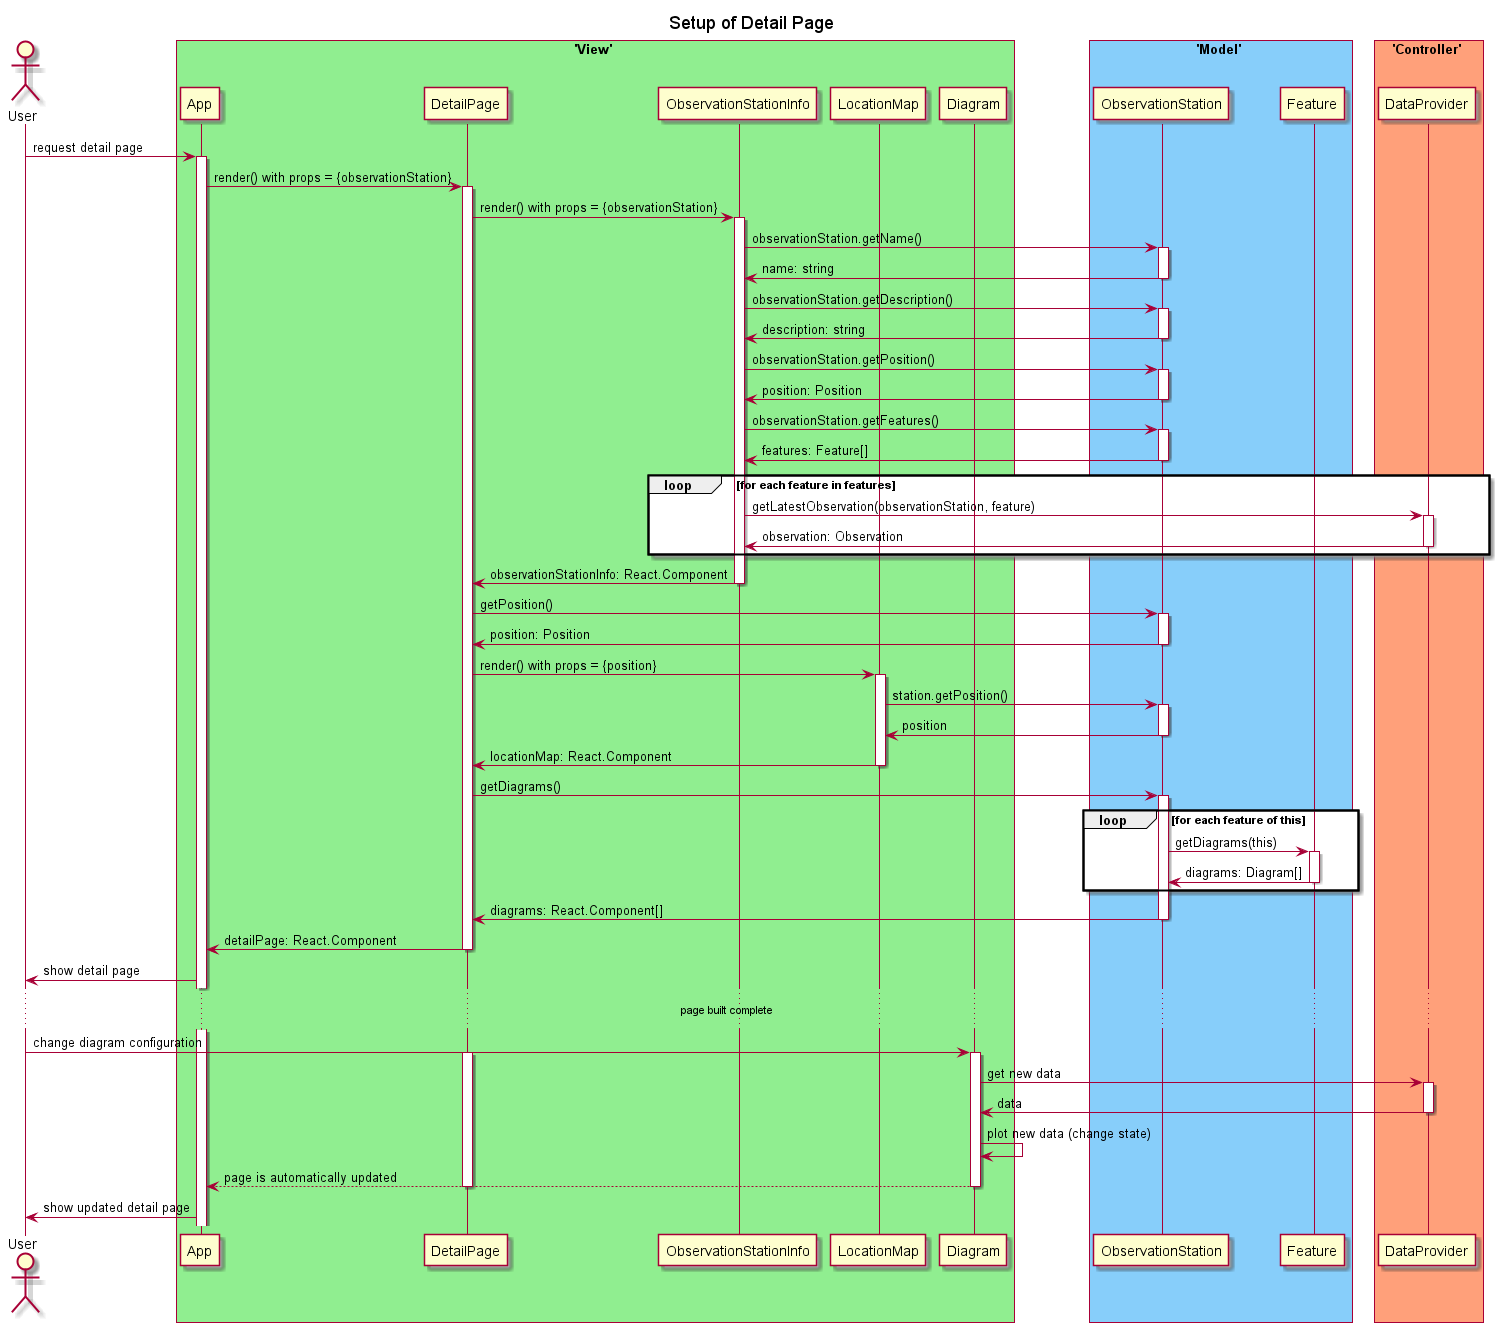 Setup of Detail Page
'View'
'Model'
'Controller'
User
App
DetailPage
ObservationStationInfo
LocationMap
Diagram
ObservationStation
Feature
DataProvider
request detail page
render() with props = {observationStation}
render() with props = {observationStation}
observationStation.getName()
name: string
observationStation.getDescription()
description: string
observationStation.getPosition()
position: Position
observationStation.getFeatures()
features: Feature[]
loop
[for each feature in features]
getLatestObservation(observationStation, feature)
observation: Observation
observationStationInfo: React.Component
getPosition()
position: Position
render() with props = {position}
station.getPosition()
position
locationMap: React.Component
getDiagrams()
loop
[for each feature of this]
getDiagrams(this)
diagrams: Diagram[]
diagrams: React.Component[]
detailPage: React.Component
show detail page
page built complete
change diagram configuration
get new data
data
plot new data (change state)
page is automatically updated
show updated detail page
User
App
DetailPage
ObservationStationInfo
LocationMap
Diagram
ObservationStation
Feature
DataProvider